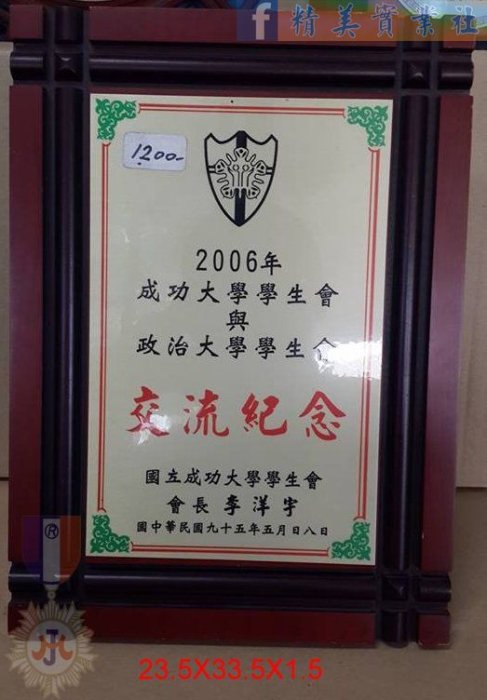 f 精美實業社
1200-
2006年
成功大學學生會
與
政治大學學生會
交流紀念
國立成功大學學生會
會長 李洋宇
國中華民國九十五年五月日八日
®
23.5X33.5X1.5